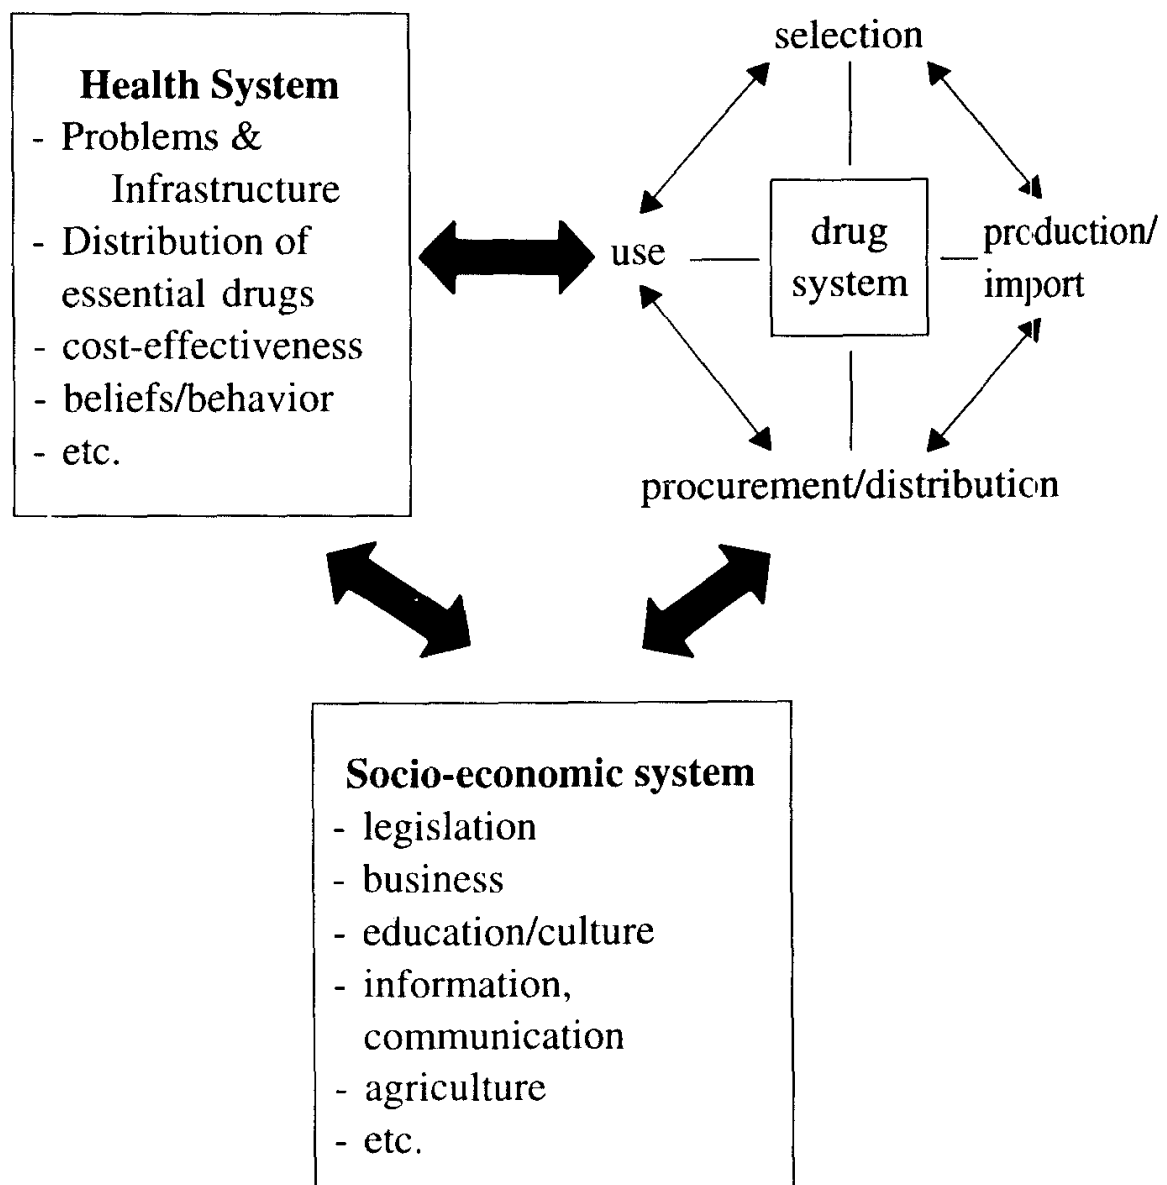 Health System
- Problems &
Infrastructure
- Distribution of
essential drugs
- cost-effectiveness
- beliefs/behavior
- etc.
selection
use
drug
system
production/
import
procurement/distribution
Socio-economic system
- legislation
- business
- education/culture
- information,
communication
- agriculture
- etc.